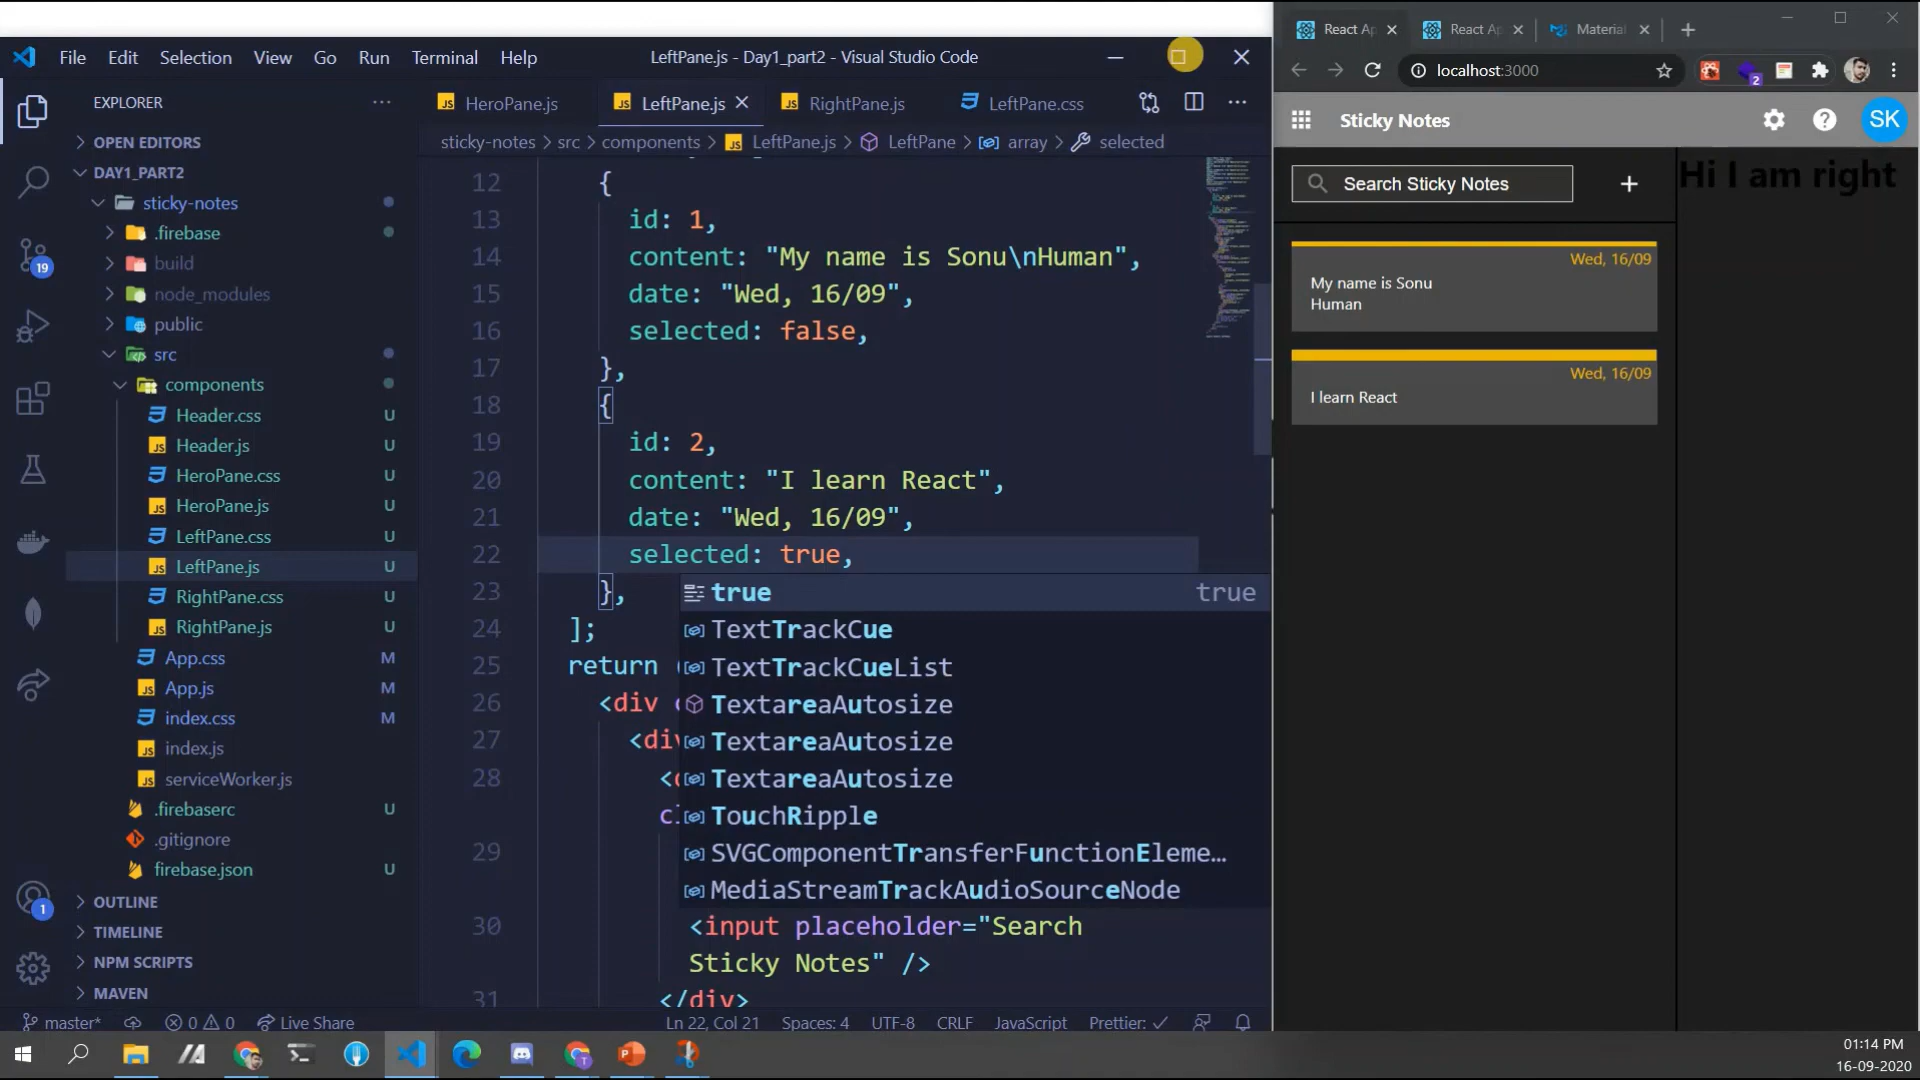 File Edit Selection View Go Run Terminal Help
LeftPane.js - Day1_part2 - Visual Studio Code
EXPLORER
OPEN EDITORS
DAY1_PART2
sticky-notes
.firebase
build
node_modules
public
src
components
Header.css U
Header.js U
HeroPane.css U
HeroPane.js U
LeftPane.css U
LeftPane.js U
RightPane.css U
RightPane.js U
App.css M
App.js M
index.css M
index.js
serviceWorker.js
.firebaserc U
.gitignore
firebase.json U
OUTLINE
TIMELINE
NPM SCRIPTS
MAVEN
19
1
HeroPane.js LeftPane.js RightPane.js LeftPane.css
sticky-notes > src > components > LeftPane.js > LeftPane > array > selected
12 {
13 id: 1,
14 content: "My name is Sonu\nHuman",
15 date: "Wed, 16/09",
16 selected: false,
17 },
18 {
19 id: 2,
20 content: "I learn React",
21 date: "Wed, 16/09",
22 selected: true,
23 },
24 ];
25 return
26 <div
27 <div
28
29
true true
TextTrackCue
TextTrackCueList
TextareaAutosize
TextareaAutosize
TextareaAutosize
TouchRipple
SVGComponentTransferFunctionEleme...
MediaStreamTrackAudioSourceNode
30 <input placeholder="Search
Sticky Notes" />
31 </div>
master* 0 0 Live Share
Ln 22, Col 21 Spaces: 4 UTF-8 CRLF JavaScript Prettier: ✓
React Ap React Ap Material
localhost:3000
2
Sticky Notes
SK
Search Sticky Notes +
Hi I am right
Wed, 16/09
My name is Sonu
Human
Wed, 16/09
I learn React
01:14 PM
16-09-2020